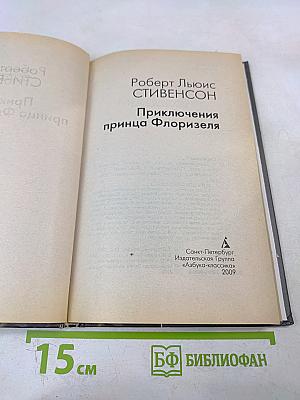 Роберт Льюис
СТИВЕНСОН
Приключения
принца Флоризеля
Санкт-Петербург
Издательская Группа
«Азбука-классика»
2009
15 см
БФ БИБЛИОФАН